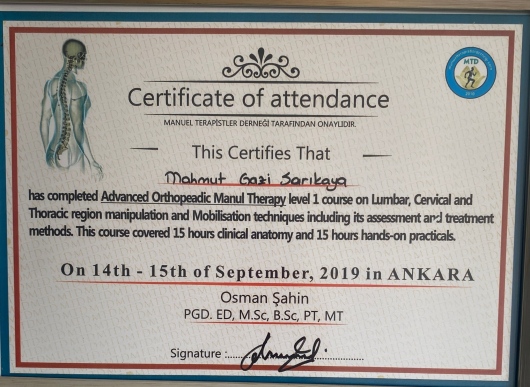 MTD
Certificate of attendance
MANUEL TERAPİSTLER DERNEĞİ TARAFINDAN ONAYLIDIR.
This Certifies That
Mahmut Gazi Sarıkaya
has completed Advanced Orthopeadic Manul Therapy level 1 course on Lumbar, Cervical and
Thoracic region manipulation and Mobilisation techniques including its assessment and treatment
methods. This course covered 15 hours clinical anatomy and 15 hours hands-on practicals.
On 14th - 15th of September, 2019 in ANKARA
Osman Şahin
PGD. ED, M.Sc, B.Sc, PT, MT
Signature :